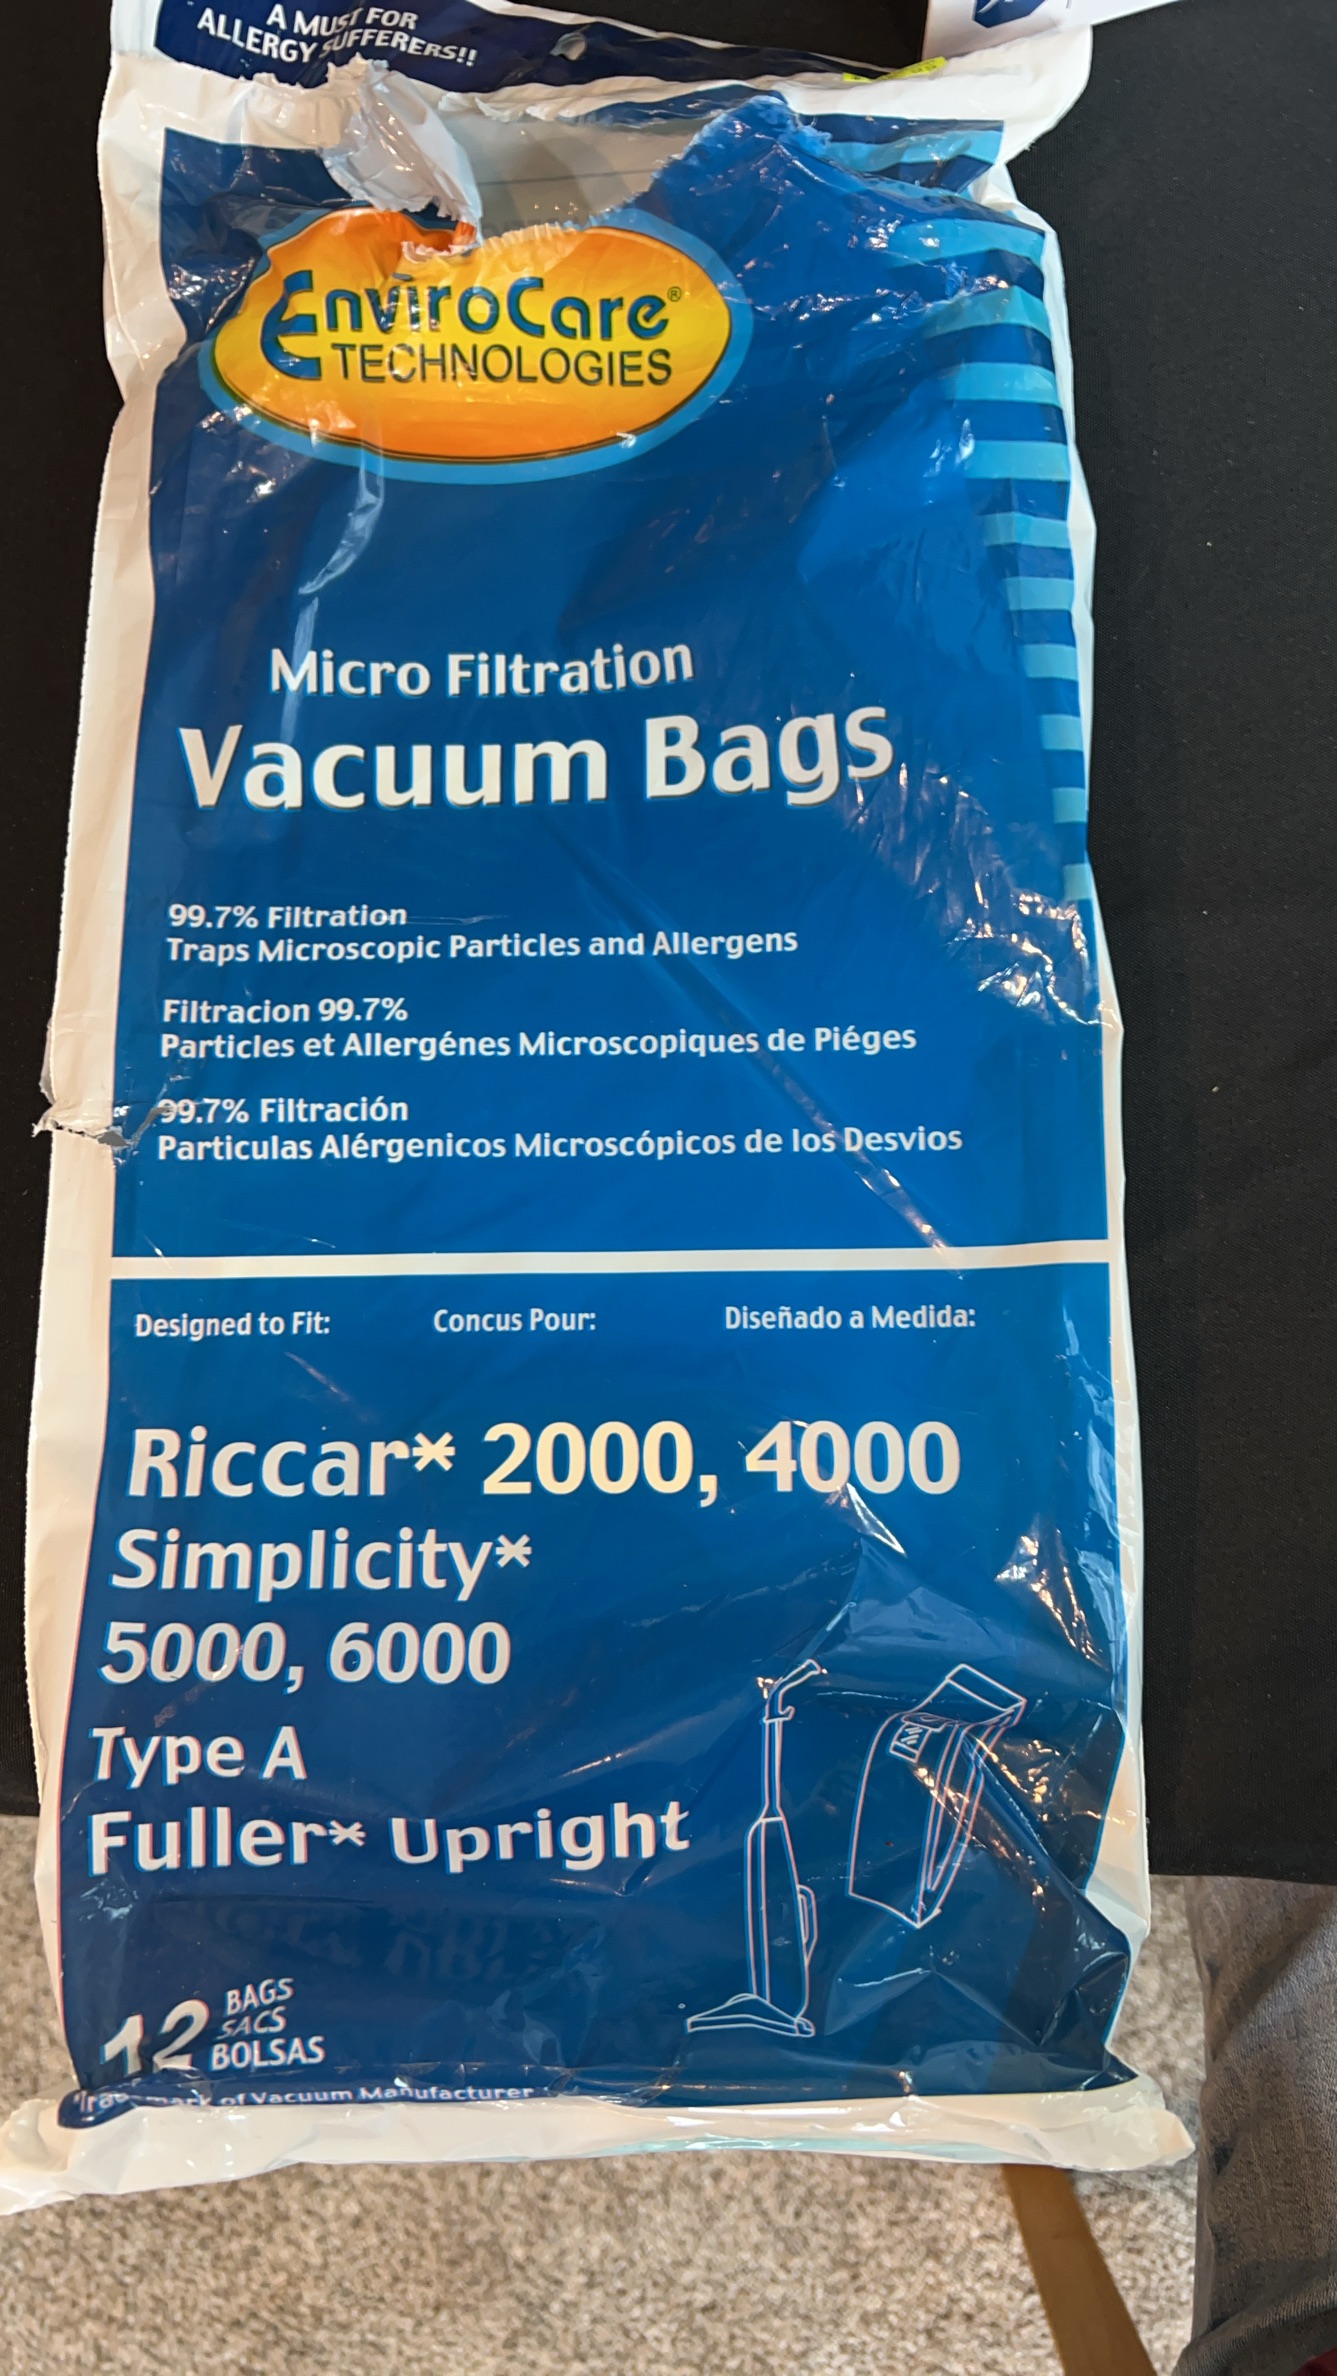 A MUST FOR
ALLERGY SUFFERERS!!
EnviroCare®
TECHNOLOGIES
Micro Filtration
Vacuum Bags
99.7% Filtration
Traps Microscopic Particles and Allergens
Filtracion 99.7%
Particles et Allergénes Microscopiques de Piéges
99.7% Filtración
Particulas Alérgenicos Microscópicos de los Desvios
Designed to Fit: Concus Pour: Diseñado a Medida:
Riccar* 2000, 4000
Simplicity*
5000, 6000
Type A
Fuller* Upright
12 BAGS
SACS
BOLSAS
of Vacuum Manufacturer